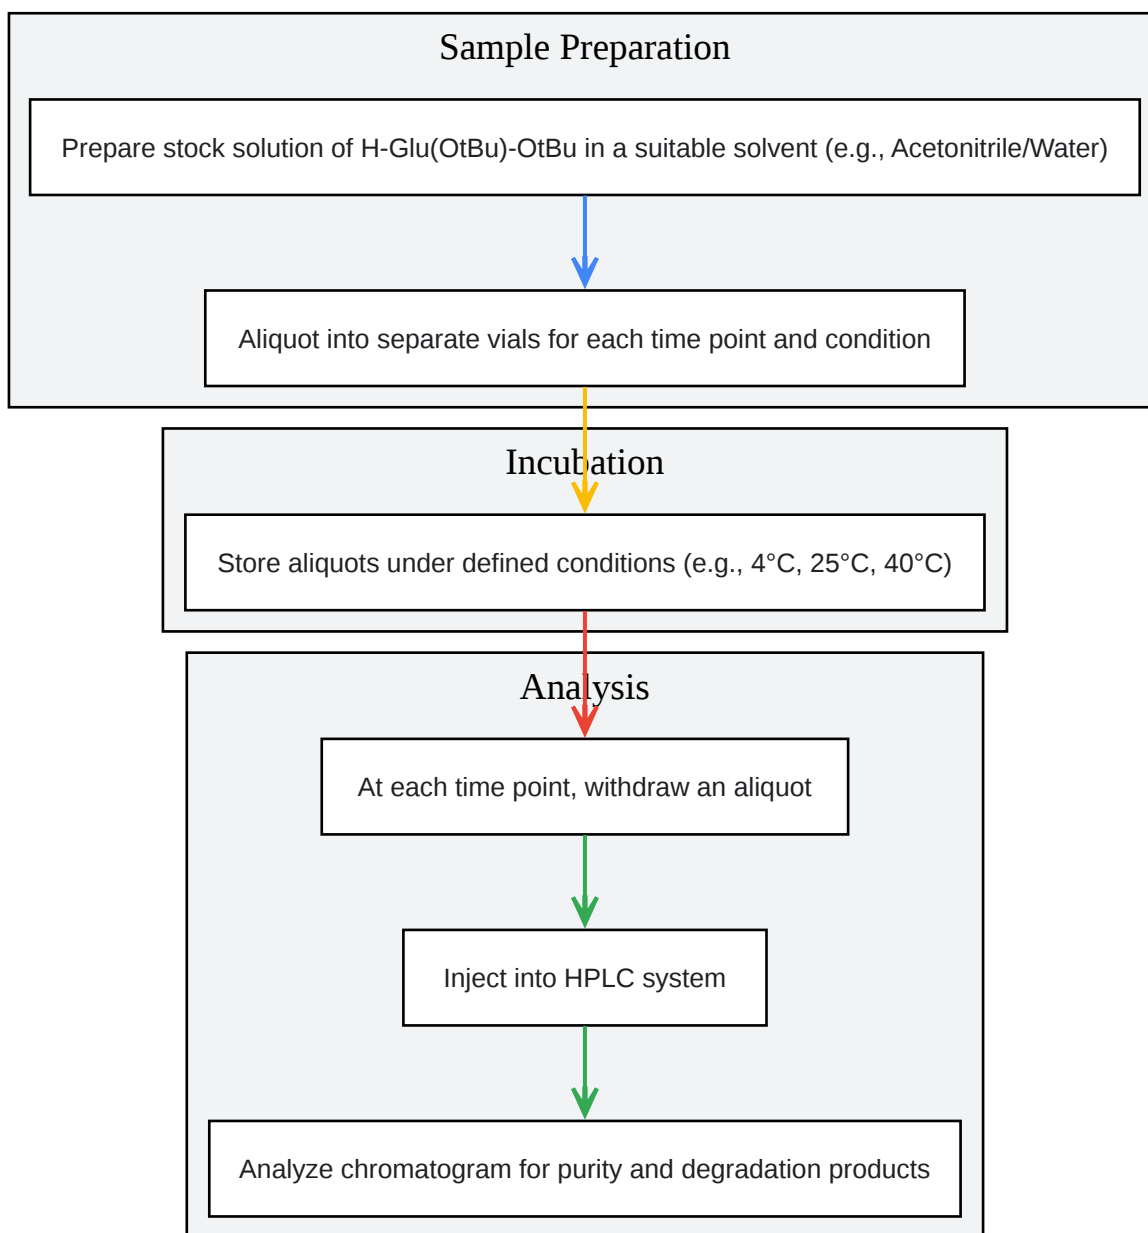 Sample Preparation
Prepare stock solution of H-Glu(OtBu)-OtBu in a suitable solvent (e.g., Acetonitrile/Water)
Aliquot into separate vials for each time point and condition
Incubation
Store aliquots under defined conditions (e.g., 4°C, 25°C, 40°C)
Analysis
At each time point, withdraw an aliquot
Inject into HPLC system
Analyze chromatogram for purity and degradation products